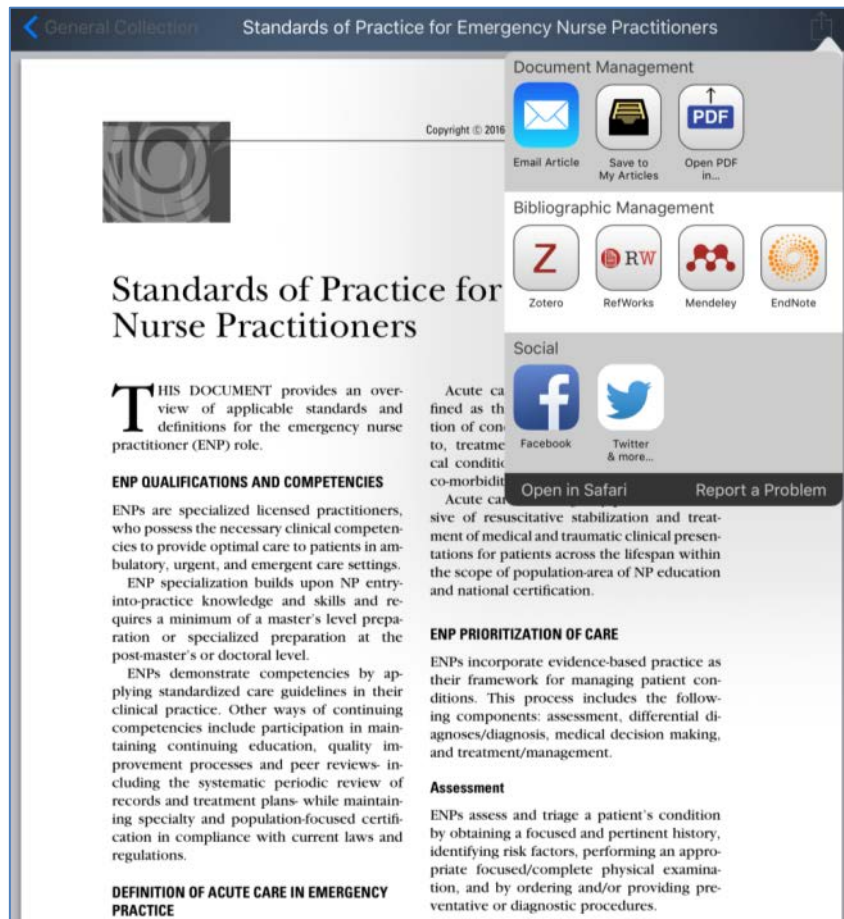 General Collection
Standards of Practice for Emergency Nurse Practitioners
Document Management
Email Article
Save to
My Articles
PDF
Open PDF
in...
Bibliographic Management
Z
Zotero
RW
RefWorks
Mendeley
EndNote
Social
f
Facebook
Twitter
& more...
Open in Safari
Report a Problem
Copyright © 2016
Standards of Practice for
Nurse Practitioners
THIS DOCUMENT provides an over-
view of applicable standards and
definitions for the emergency nurse
practitioner (ENP) role.
ENP QUALIFICATIONS AND COMPETENCIES
ENPs are specialized licensed practitioners,
who possess the necessary clinical competen-
cies to provide optimal care to patients in am-
bulatory, urgent, and emergent care settings.
ENP specialization builds upon NP entry-
into-practice knowledge and skills and re-
quires a minimum of a master's level prepa-
ration or specialized preparation at the
post-master's or doctoral level.
ENPs demonstrate competencies by ap-
plying standardized care guidelines in their
clinical practice. Other ways of continuing
competencies include participation in main-
taining continuing education, quality im-
provement processes and peer reviews- in-
cluding the systematic periodic review of
records and treatment plans- while maintain-
ing specialty and population-focused certifi-
cation in compliance with current laws and
regulations.
DEFINITION OF ACUTE CARE IN EMERGENCY
PRACTICE
Acute ca
fined as th
tion of con
to, treatme
cal conditio
co-morbidit
Acute car
sive of resuscitative stabilization and treat-
ment of medical and traumatic clinical presen-
tations for patients across the lifespan within
the scope of population-area of NP education
and national certification.
ENP PRIORITIZATION OF CARE
ENPs incorporate evidence-based practice as
their framework for managing patient con-
ditions. This process includes the follow-
ing components: assessment, differential di-
agnoses/diagnosis, medical decision making,
and treatment/management.
Assessment
ENPs assess and triage a patient's condition
by obtaining a focused and pertinent history,
identifying risk factors, performing an appro-
priate focused/complete physical examina-
tion, and by ordering and/or providing pre-
ventative or diagnostic procedures.